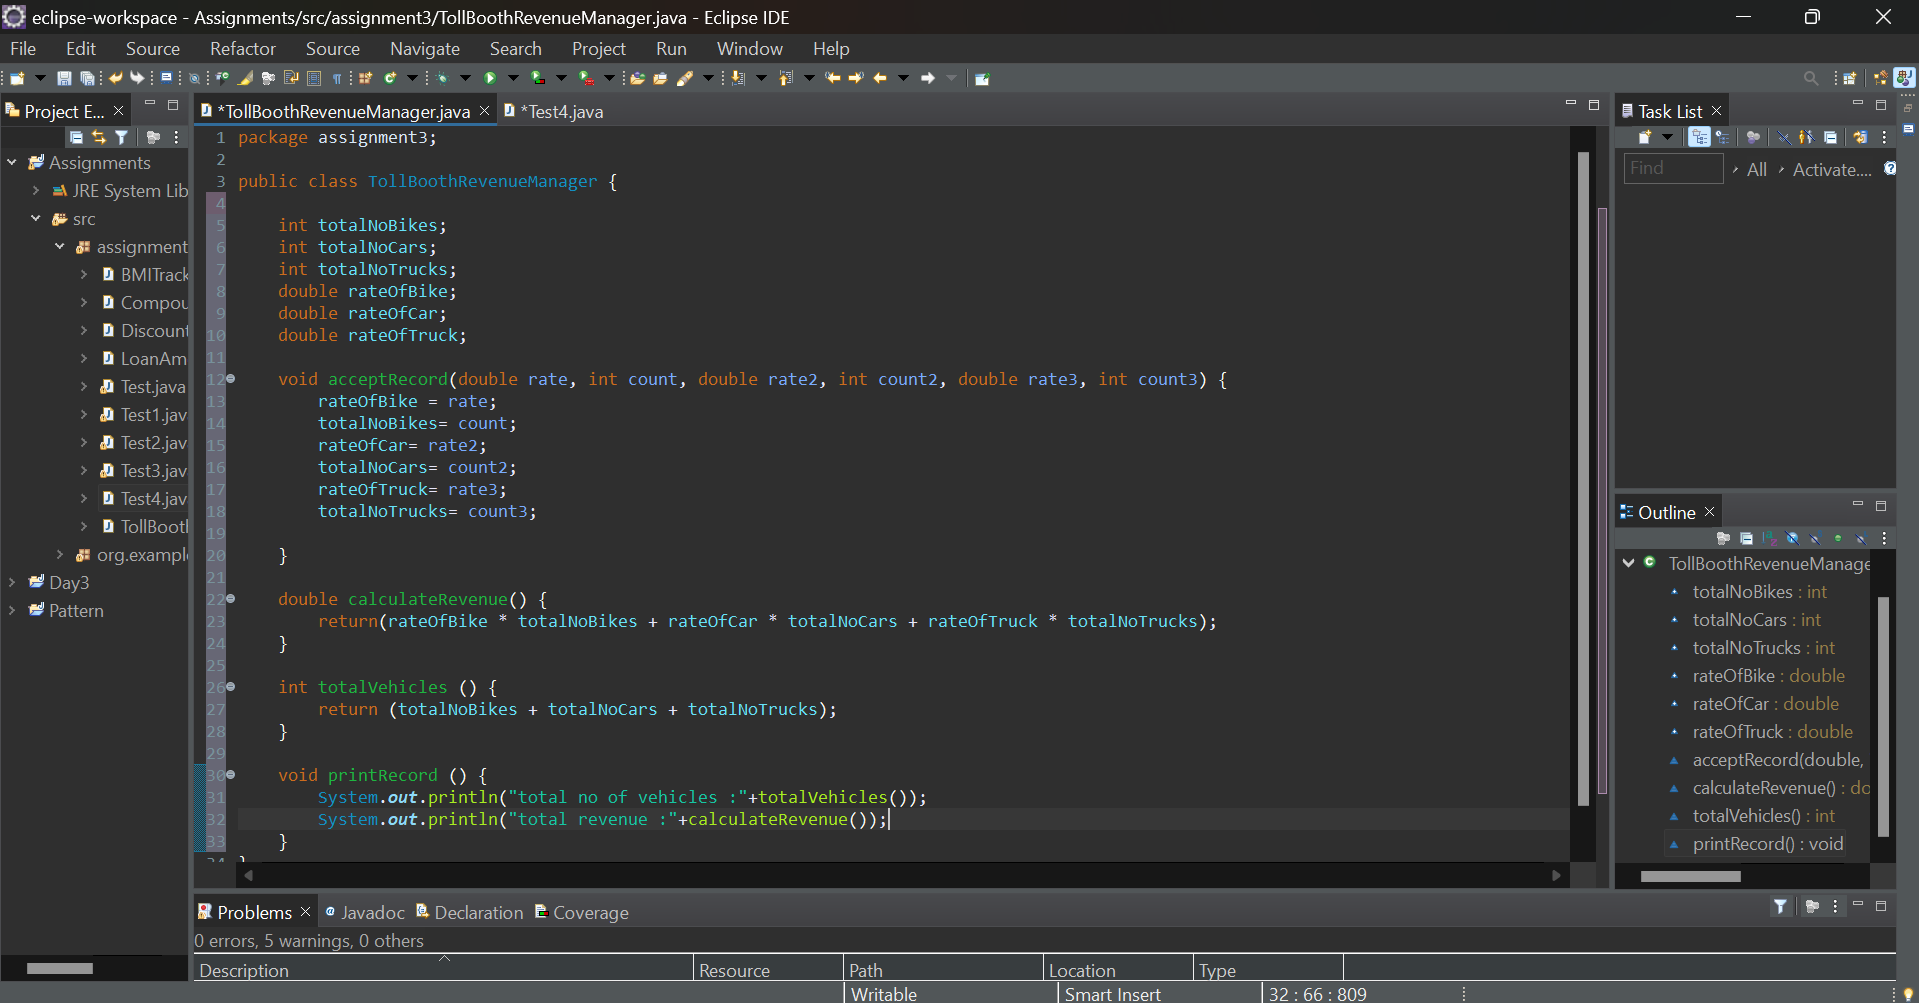 eclipse-workspace - Assignments/src/assignment3/TollBoothRevenueManager.java - Eclipse IDE
File Edit Source Refactor Source Navigate Search Project Run Window Help
Project E...
Assignments
JRE System Lib
src
assignment
BMITrack
Compou
Discount
LoanAm
Test.java
Test1.jav
Test2.jav
Test3.jav
Test4.jav
TollBooth
org.exampl
Day3
Pattern
*TollBoothRevenueManager.java *Test4.java
1 package assignment3;
2
3 public class TollBoothRevenueManager {
4
5 int totalNoBikes;
6 int totalNoCars;
7 int totalNoTrucks;
8 double rateOfBike;
9 double rateOfCar;
10 double rateOfTruck;
11
12 void acceptRecord(double rate, int count, double rate2, int count2, double rate3, int count3) {
13 rateOfBike = rate;
14 totalNoBikes= count;
15 rateOfCar= rate2;
16 totalNoCars= count2;
17 rateOfTruck= rate3;
18 totalNoTrucks= count3;
19
20 }
21
22 double calculateRevenue() {
23 return(rateOfBike * totalNoBikes + rateOfCar * totalNoCars + rateOfTruck * totalNoTrucks);
24 }
25
26 int totalVehicles () {
27 return (totalNoBikes + totalNoCars + totalNoTrucks);
28 }
29
30 void printRecord () {
31 System.out.println("total no of vehicles :"+totalVehicles());
32 System.out.println("total revenue :"+calculateRevenue());
33 }
34 }
Task List
Find All Activate....
Outline
TollBoothRevenueManage
totalNoBikes : int
totalNoCars : int
totalNoTrucks : int
rateOfBike : double
rateOfCar : double
rateOfTruck : double
acceptRecord(double,
calculateRevenue() : do
totalVehicles() : int
printRecord() : void
Problems Javadoc Declaration Coverage
0 errors, 5 warnings, 0 others
Description Resource Path Location Type
Writable Smart Insert 32 : 66 : 809